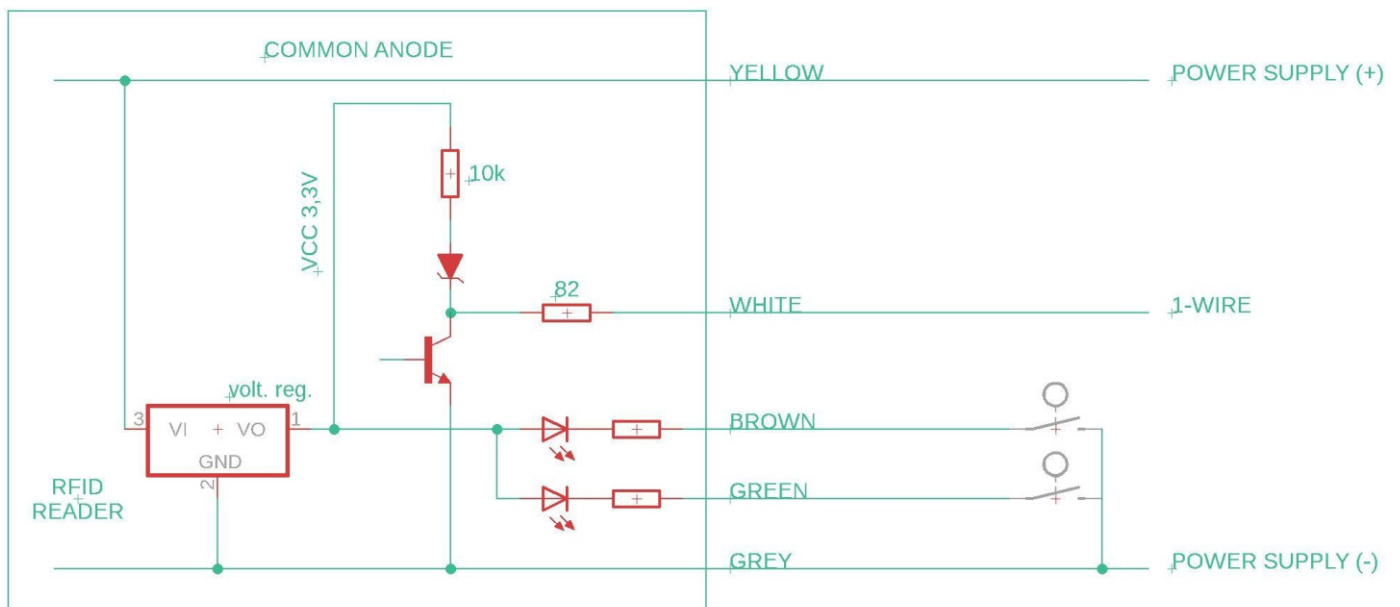 COMMON ANODE
YELLOW
POWER SUPPLY (+)
10k
VCC 3,3V
82
WHITE
1-WIRE
volt. reg.
3
VI
VO
1
GND
2
BROWN
GREEN
RFID
READER
GREY
POWER SUPPLY (-)